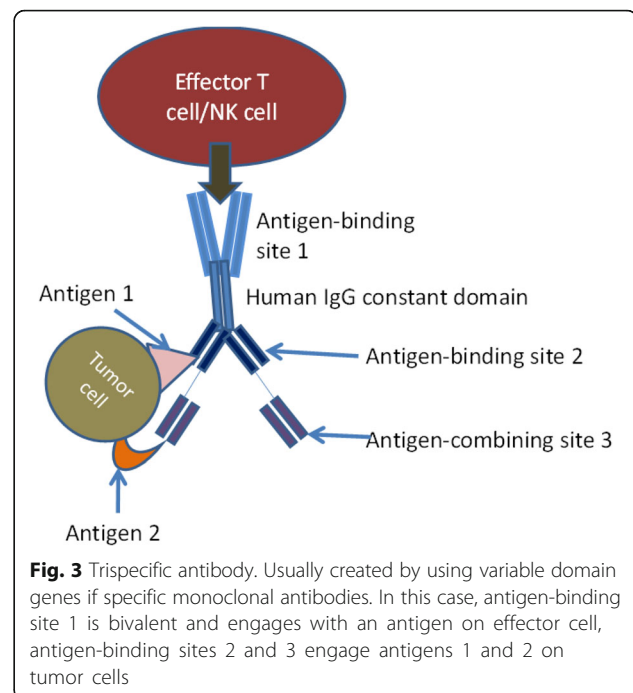 Effector T
cell/NK cell
Antigen-binding
site 1
Antigen 1
Human IgG constant domain
Tumor
cell
Antigen-binding site 2
Antigen-combining site 3
Antigen 2
Fig. 3 Trispecific antibody. Usually created by using variable domain
genes if specific monoclonal antibodies. In this case, antigen-binding
site 1 is bivalent and engages with an antigen on effector cell,
antigen-binding sites 2 and 3 engage antigens 1 and 2 on
tumor cells